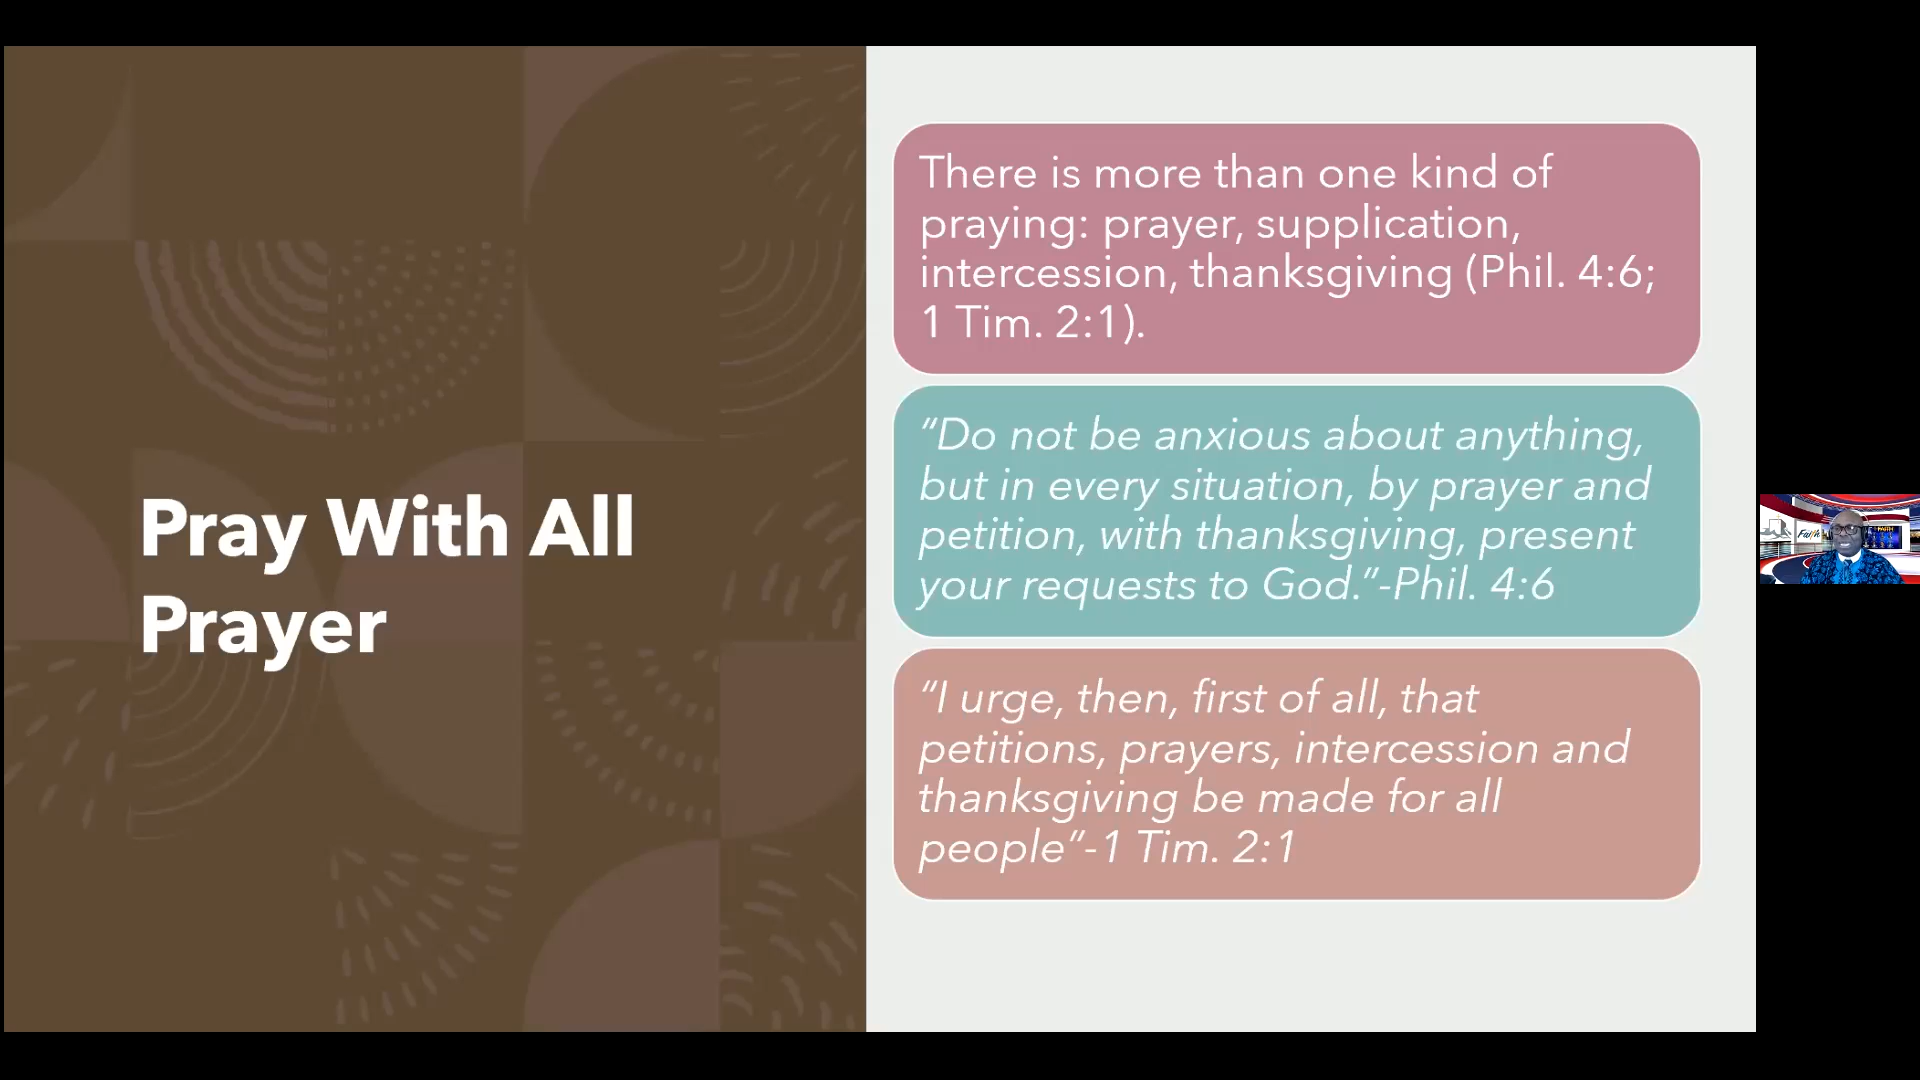 Pray With All
Prayer
There is more than one kind of
praying: prayer, supplication,
intercession, thanksgiving (Phil. 4:6;
1 Tim. 2:1).
“Do not be anxious about anything,
but in every situation, by prayer and
petition, with thanksgiving, present
your requests to God.”-Phil. 4:6
“I urge, then, first of all, that
petitions, prayers, intercession and
thanksgiving be made for all
people“-1 Tim. 2:1
Faith
FAITH